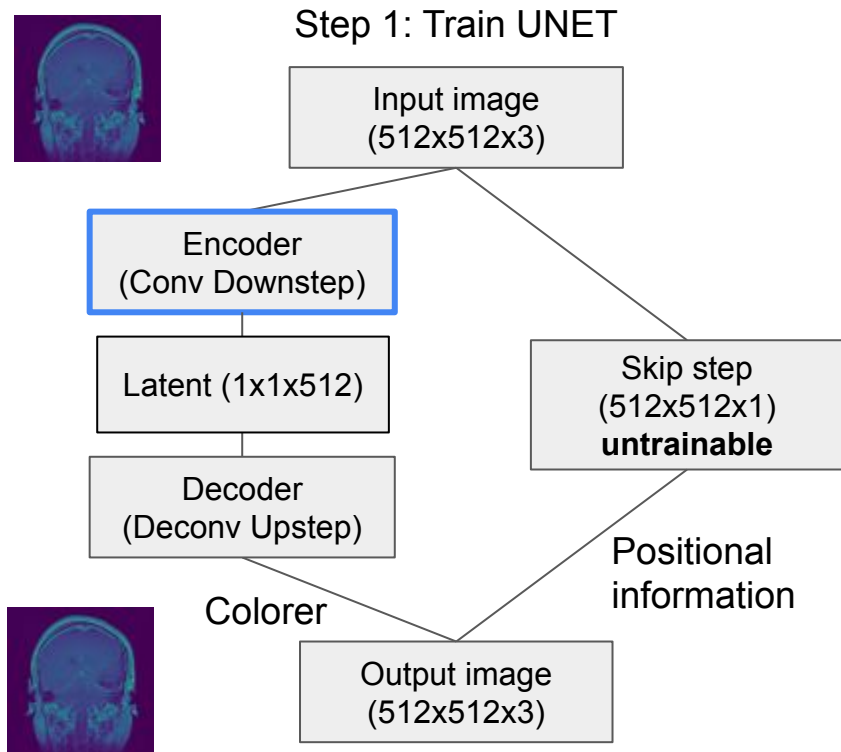 Step 1: Train UNET
Input image
(512x512x3)
Encoder
(Conv Downstep)
Latent (1x1x512)
Decoder
(Deconv Upstep)
Skip step
(512x512x1)
untrainable
Colorer
Positional
information
Output image
(512x512x3)